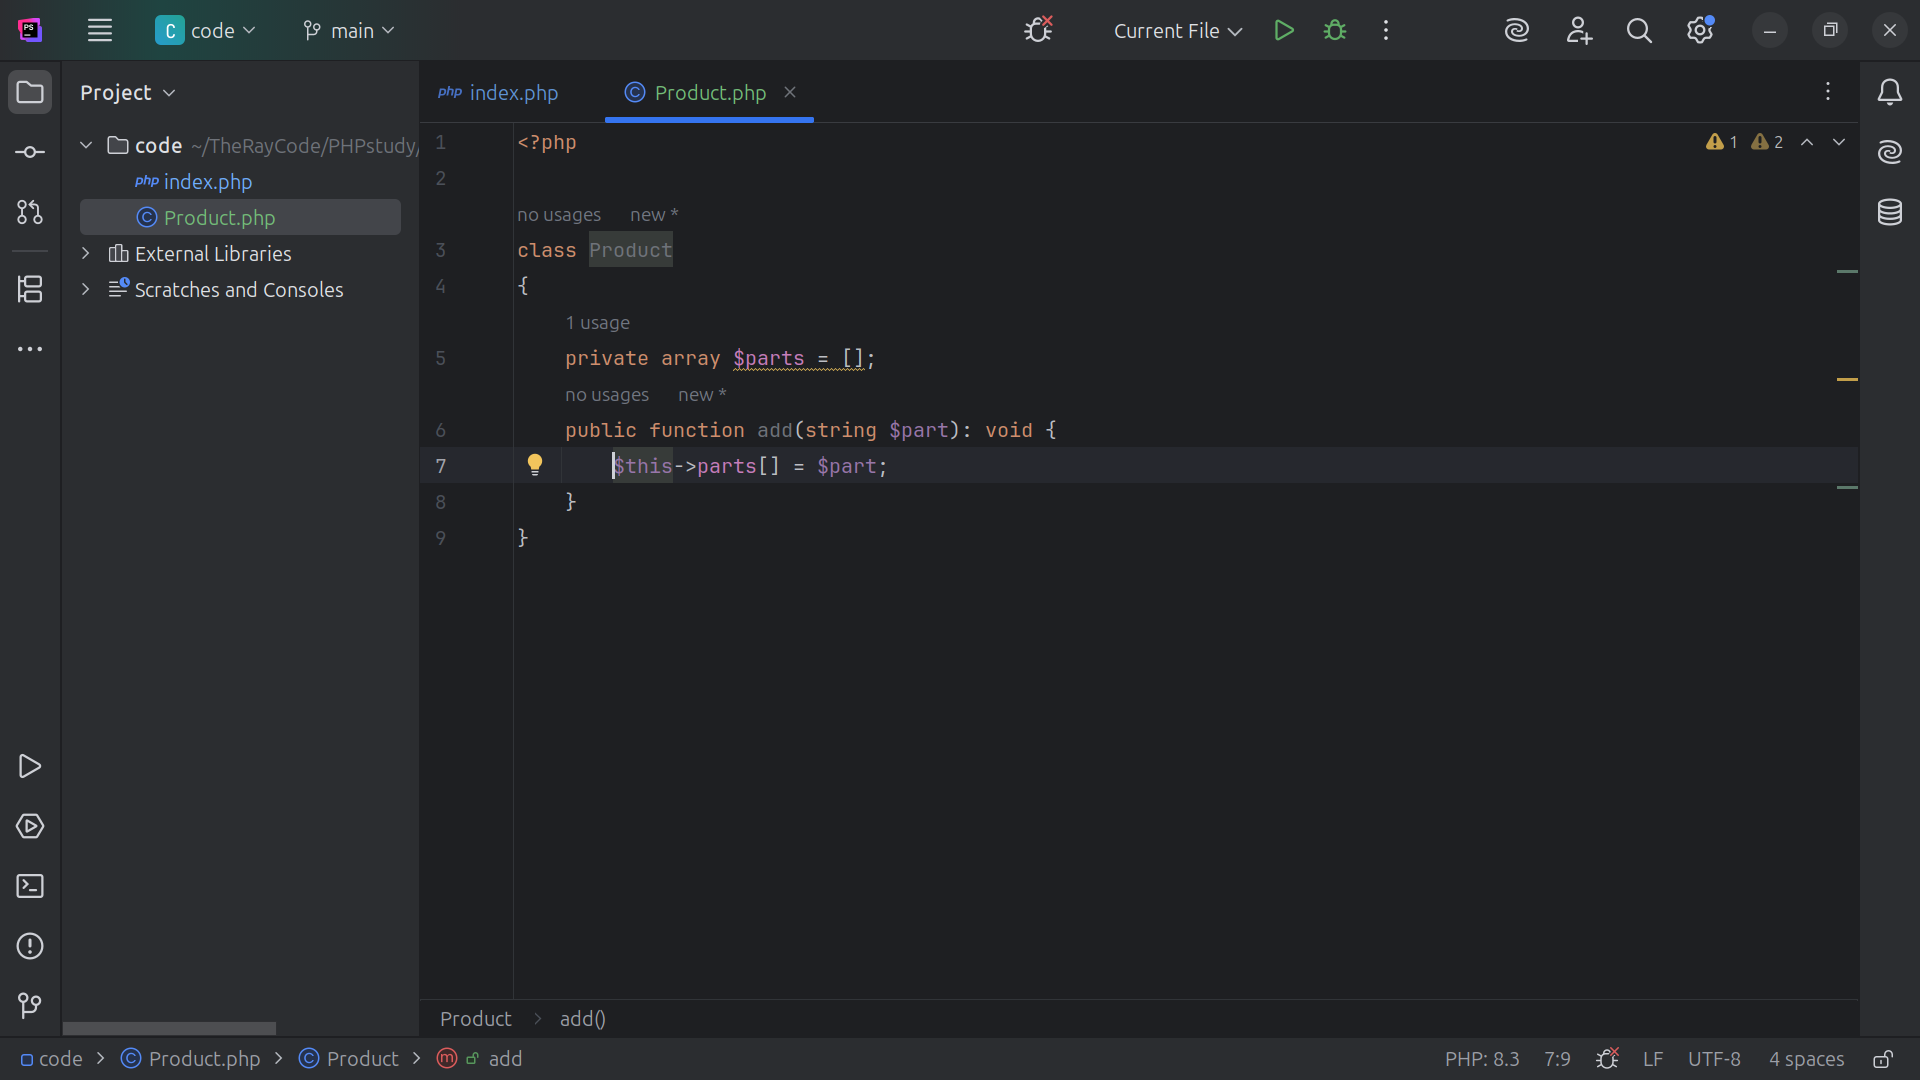 PS
C code
main
Current File
Project
php index.php
C Product.php
code ~/TheRayCode/PHPstudy/
php index.php
C Product.php
External Libraries
Scratches and Consoles
1 <?php
1 2
2
no usages new *
3 class Product
4 {
1 usage
5 private array $parts = [];
no usages new *
6 public function add(string $part): void {
7 $this->parts[] = $part;
8 }
9 }
Product > add()
code > C Product.php > C Product > m add
PHP: 8.3 7:9 LF UTF-8 4 spaces